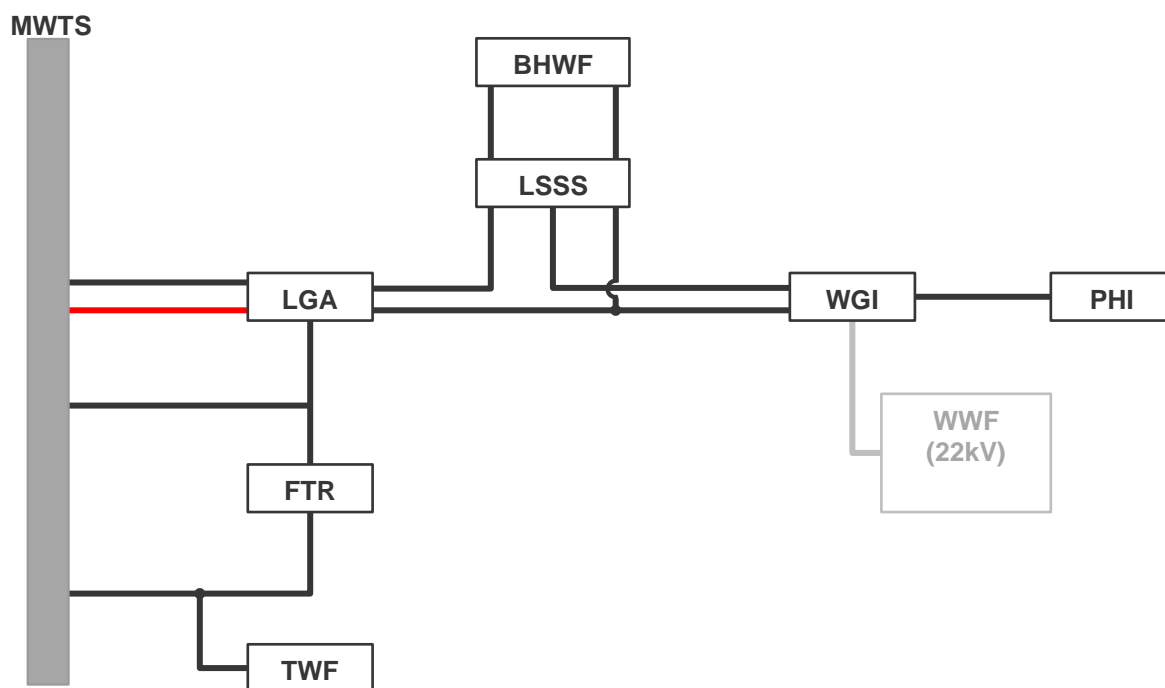 MWTS
BHWF
LSSS
LGA
WGI
PHI
WWF
(22kV)
FTR
TWF